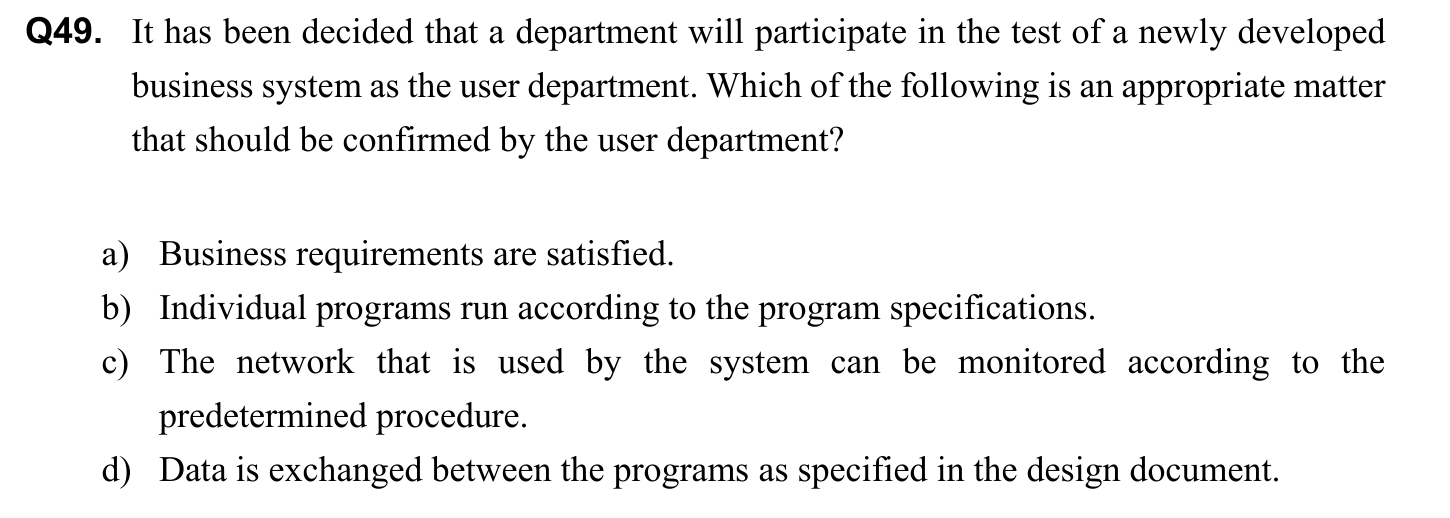 Q49. It has been decided that a department will participate in the test of a newly developed
business system as the user department. Which of the following is an appropriate matter
that should be confirmed by the user department?
a) Business requirements are satisfied.
b) Individual programs run according to the program specifications.
c) The network that is used by the system can be monitored according to the
predetermined procedure.
d) Data is exchanged between the programs as specified in the design document.